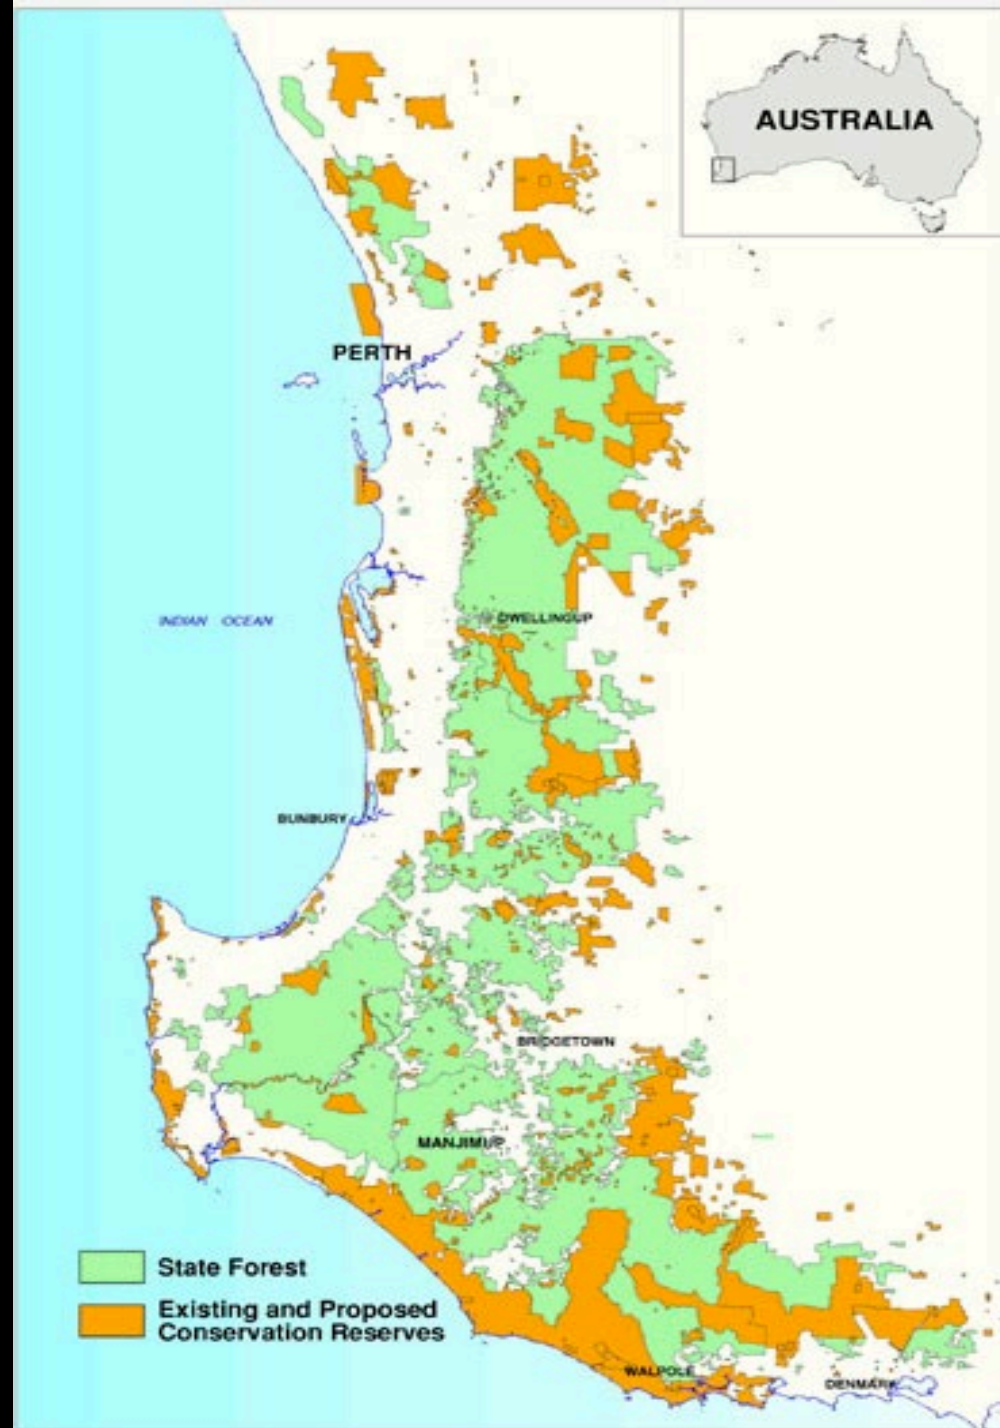 AUSTRALIA
PERTH
INDIAN OCEAN
DWELLINGUP
BUNBURY
BRIDGETOWN
MANJIMUP
State Forest
Existing and Proposed
Conservation Reserves
WALPOLE
DENMARK